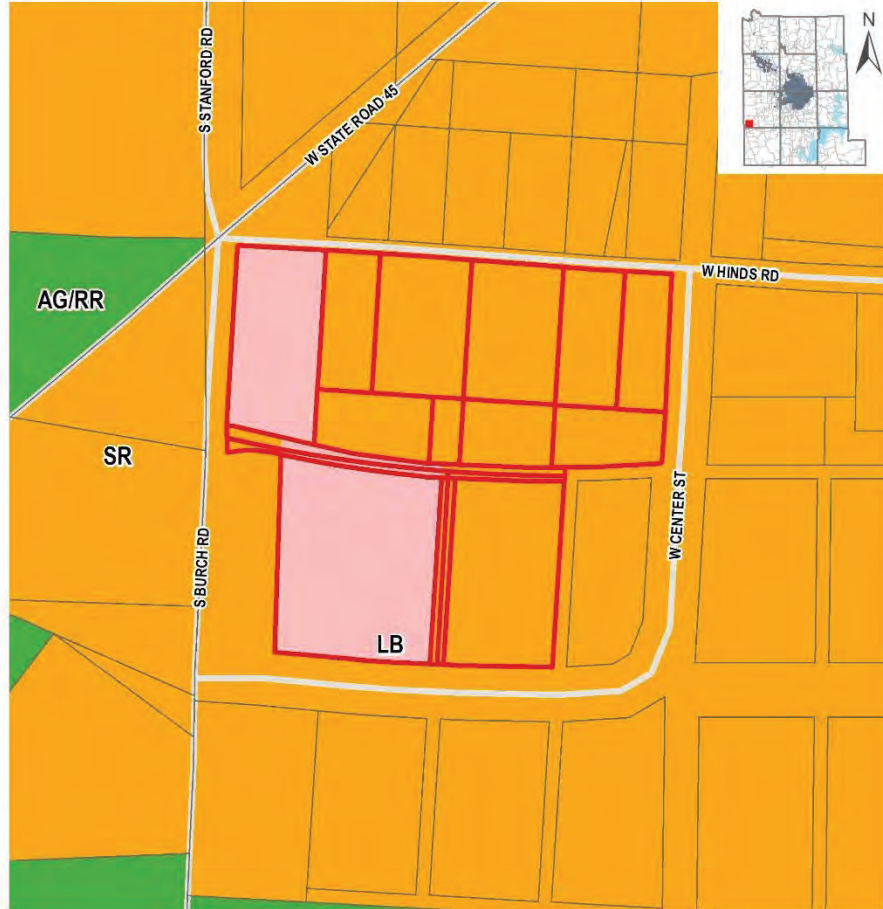 N
S STANFORD RD
W STATE ROAD 45
W HINDS RD
AG/RR
SR
S BURCH RD
W CENTER ST
LB